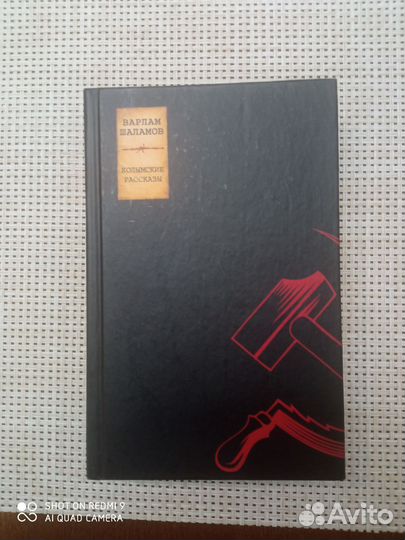 ВАРЛАМ
ШАЛАМОВ
КОЛЫМСКИЕ
РАССКАЗЫ
SHOT ON REDMI 9
AI QUAD CAMERA
Avito